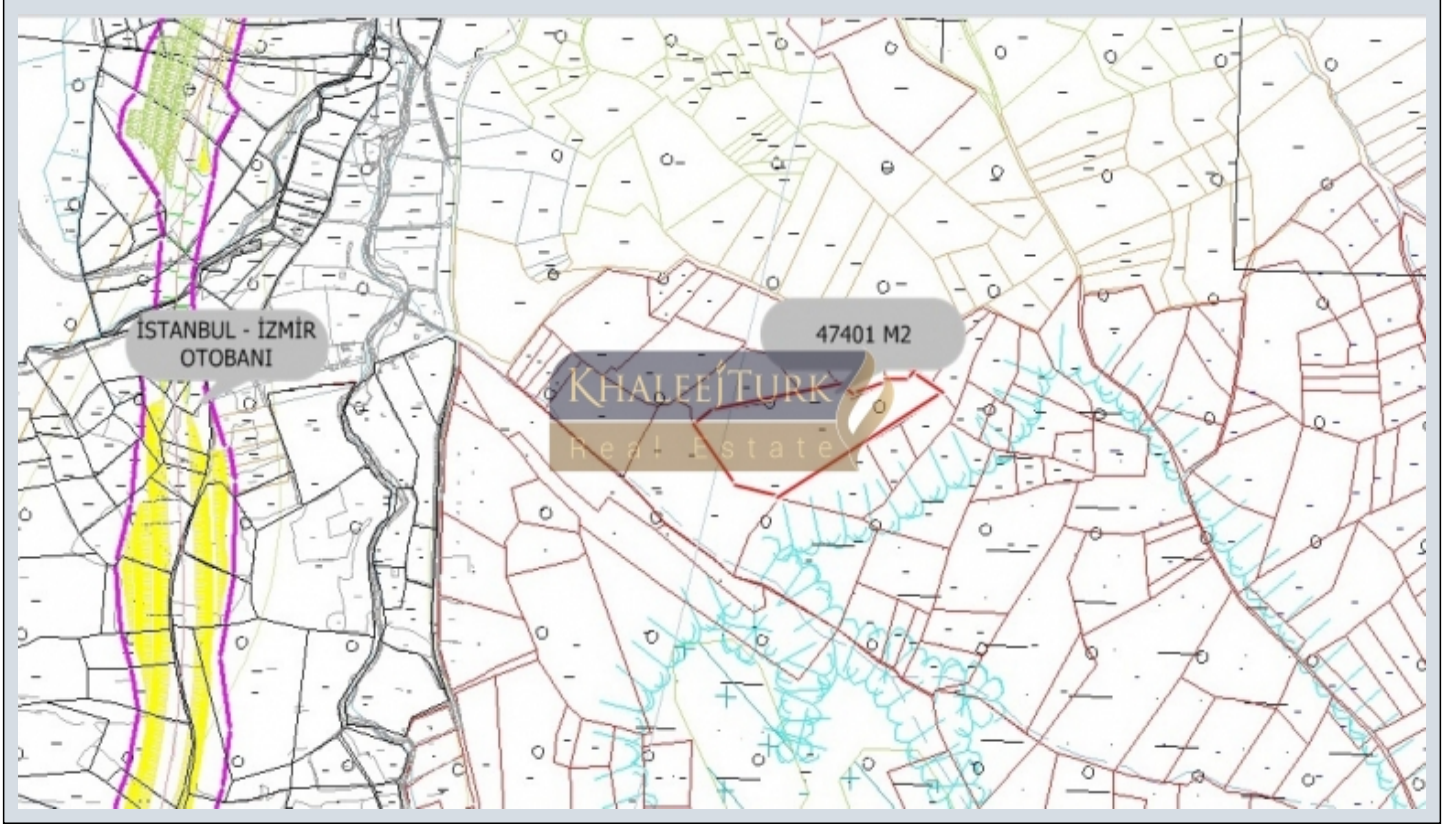 İSTANBUL - İZMİR
OTOBANI
47401 M2
KHALEEJTURK
Real Estate